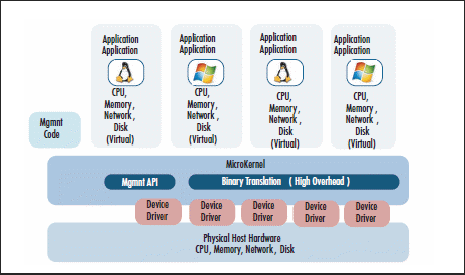 Application
Application
CPU,
Memory,
Network,
Disk
(Virtual)
Application
Application
CPU,
Memory,
Network,
Disk
(Virtual)
Application
Application
CPU,
Memory,
Network,
Disk
(Virtual)
Application
Application
CPU,
Memory,
Network,
Disk
(Virtual)
Mgmnt
Code
MicroKernel
Mgmnt API
Binary Translation ( High Overhead )
Device
Driver
Device
Driver
Device
Driver
Device
Driver
Device
Driver
Physical Host Hardware
CPU, Memory, Network, Disk